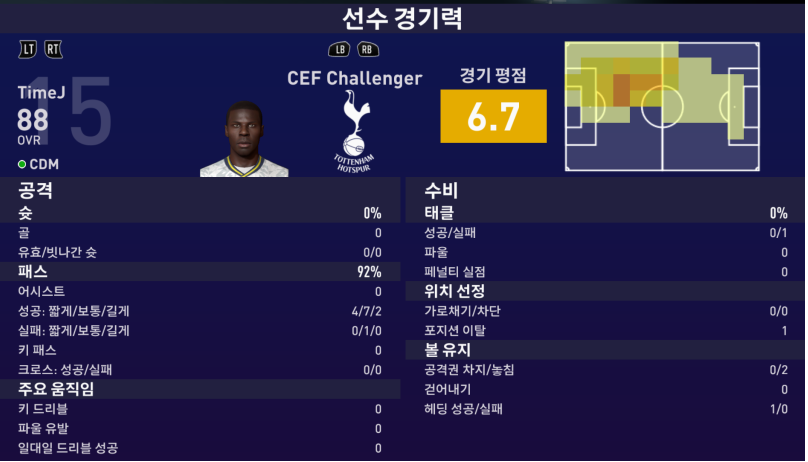 선수 경기력
LT RT
LB RB
15
TimeJ
88
OVR
CDM
CEF Challenger
TOTTENHAM
HOTSPUR
경기 평점
6.7
공격
슛 0%
골 0
유효/빗나간 슛 0/0
패스 92%
어시스트 0
성공: 짧게/보통/길게 4/7/2
실패: 짧게/보통/길게 0/1/0
키 패스 0
크로스: 성공/실패 0/0
주요 움직임
키 드리블 0
파울 유발 0
일대일 드리블 성공 0
수비
태클 0%
성공/실패 0/1
파울 0
페널티 실점 0
위치 선정
가로채기/차단 0/0
포지션 이탈 1
볼 유지
공격권 차지/놓침 0/2
걷어내기 0
헤딩 성공/실패 1/0